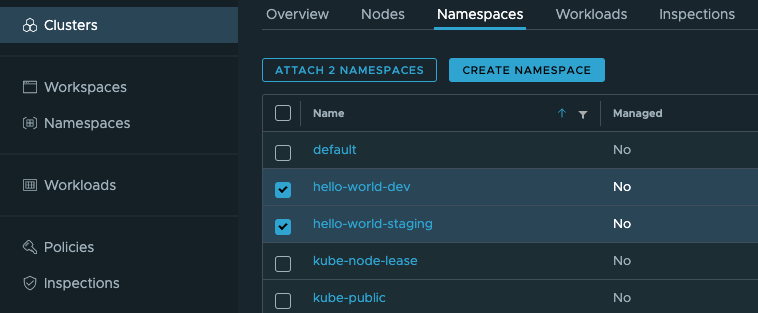 Clusters
Workspaces
Namespaces
Workloads
Policies
Inspections
Overview Nodes Namespaces Workloads Inspections
ATTACH 2 NAMESPACES CREATE NAMESPACE
Name Managed
default No
hello-world-dev No
hello-world-staging No
kube-node-lease No
kube-public No